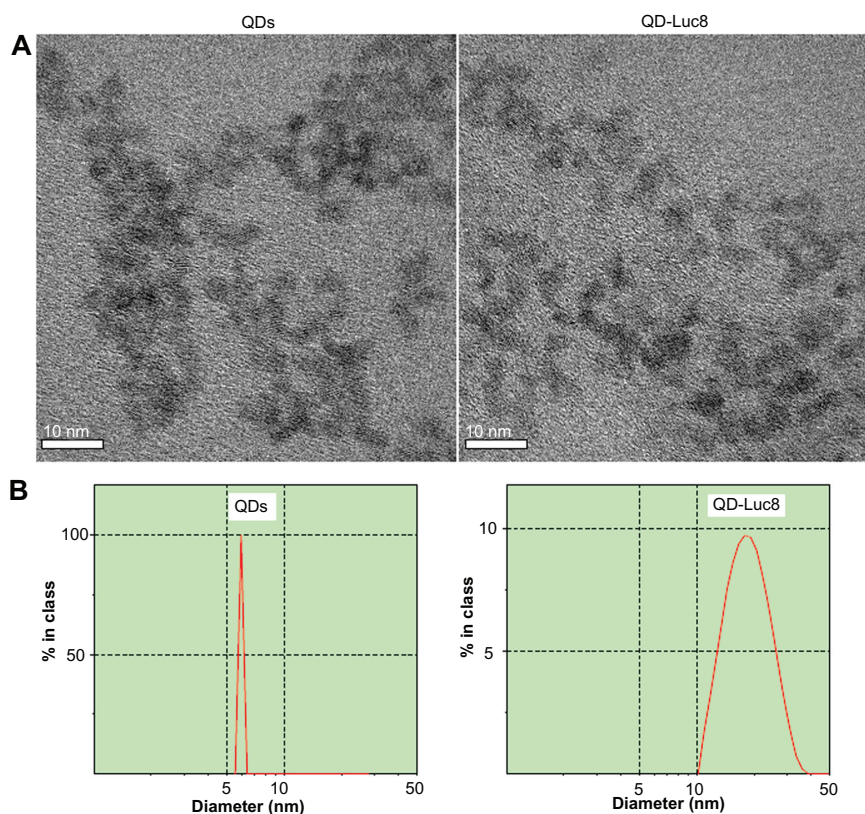 QDs
QD-Luc8
A
10 nm
10 nm
B
QDs
100
50
% in class
5
10
50
Diameter (nm)
QD-Luc8
10
5
% in class
5
10
50
Diameter (nm)